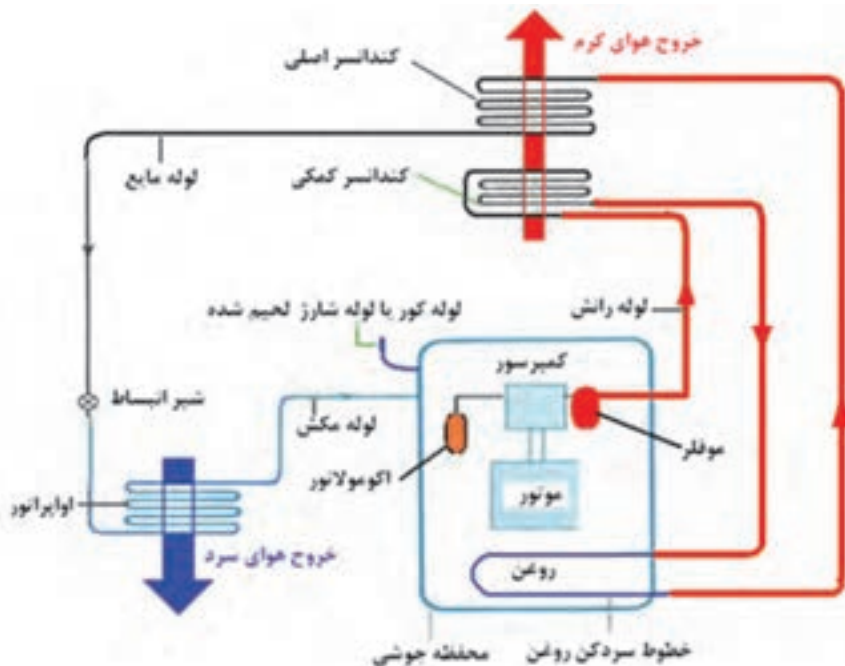 خروج هوای گرم
کندانسر اصلی
لوله مایع
کندانسر کمکی
لوله رانش
لوله کور یا لوله شارژ لحیم شده
کمپرسور
شیر انبساط
لوله مکش
موفلر
اکومولاتور
موتور
اواپراتور
خروج هوای سرد
روغن
محفظه جوشی
خطوط سردکن روغن